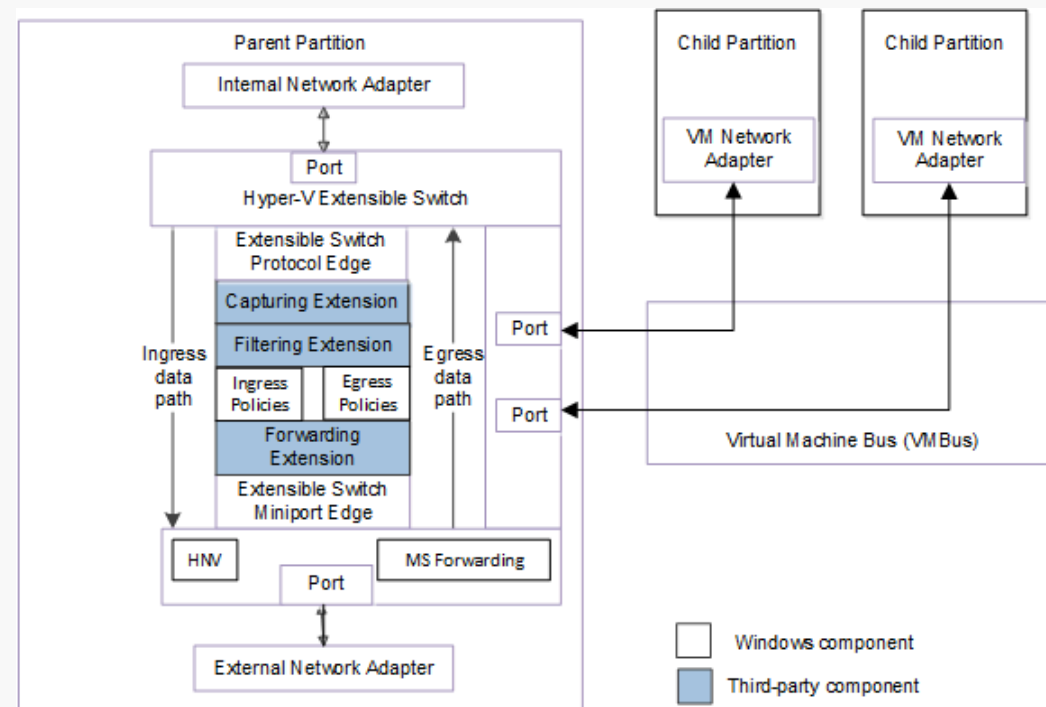 Parent Partition
Internal Network Adapter
Port
Hyper-V Extensible Switch
Extensible Switch
Protocol Edge
Capturing Extension
Filtering Extension
Ingress
Policies
Egress
Policies
Forwarding
Extension
Extensible Switch
Miniport Edge
Ingress
data
path
Egress
data
path
Port
Port
HNV
MS Forwarding
Port
External Network Adapter
Child Partition
VM Network
Adapter
Child Partition
VM Network
Adapter
Virtual Machine Bus (VMBus)
Windows component
Third-party component